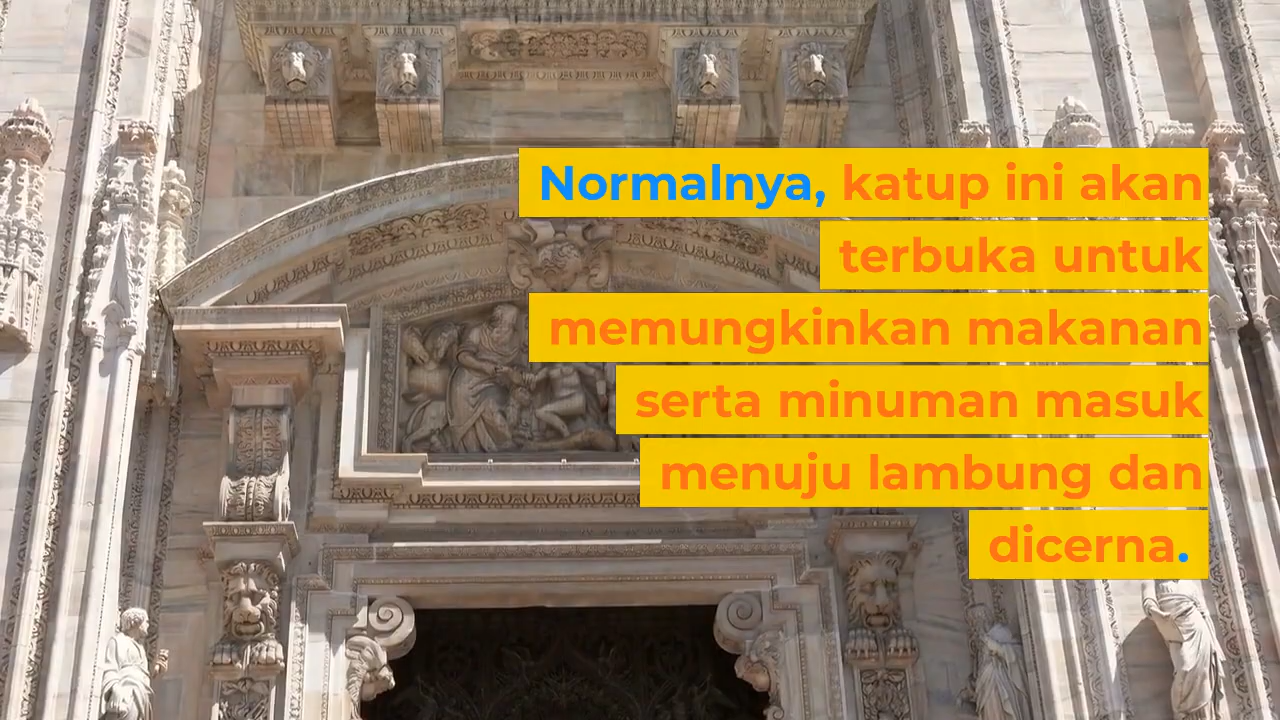 Normalnya, katup ini akan
terbuka untuk
memungkinkan makanan
serta minuman masuk
menuju lambung dan
dicerna.